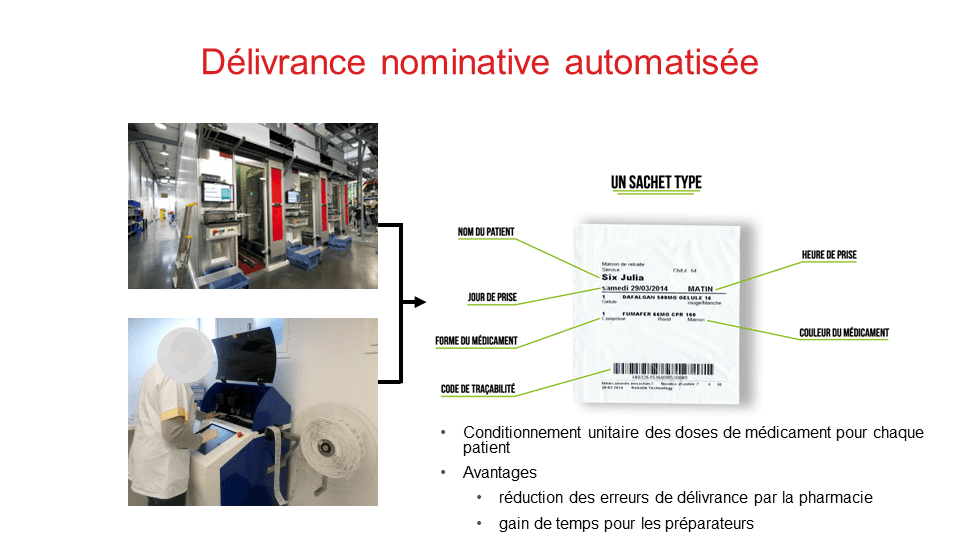 Délivrance nominative automatisée
UN SACHET TYPE
NOM DU PATIENT
JOUR DE PRISE
FORME DU MÉDICAMENT
CODE DE TRAÇABILITÉ
HEURE DE PRISE
COULEUR DU MÉDICAMENT
Maison de retraite
Service Ch/Lit 64
Six Julia
samedi 29/03/2014 MATIN
1 DAFALGAN 500MG GELULE 16
Gelule rouge/blanche
1 FUMAFER 66MG CPR 100
Comprimé Rond Marron
Robotik Technology
• Conditionnement unitaire des doses de médicament pour chaque
patient
• Avantages
• réduction des erreurs de délivrance par la pharmacie
• gain de temps pour les préparateurs